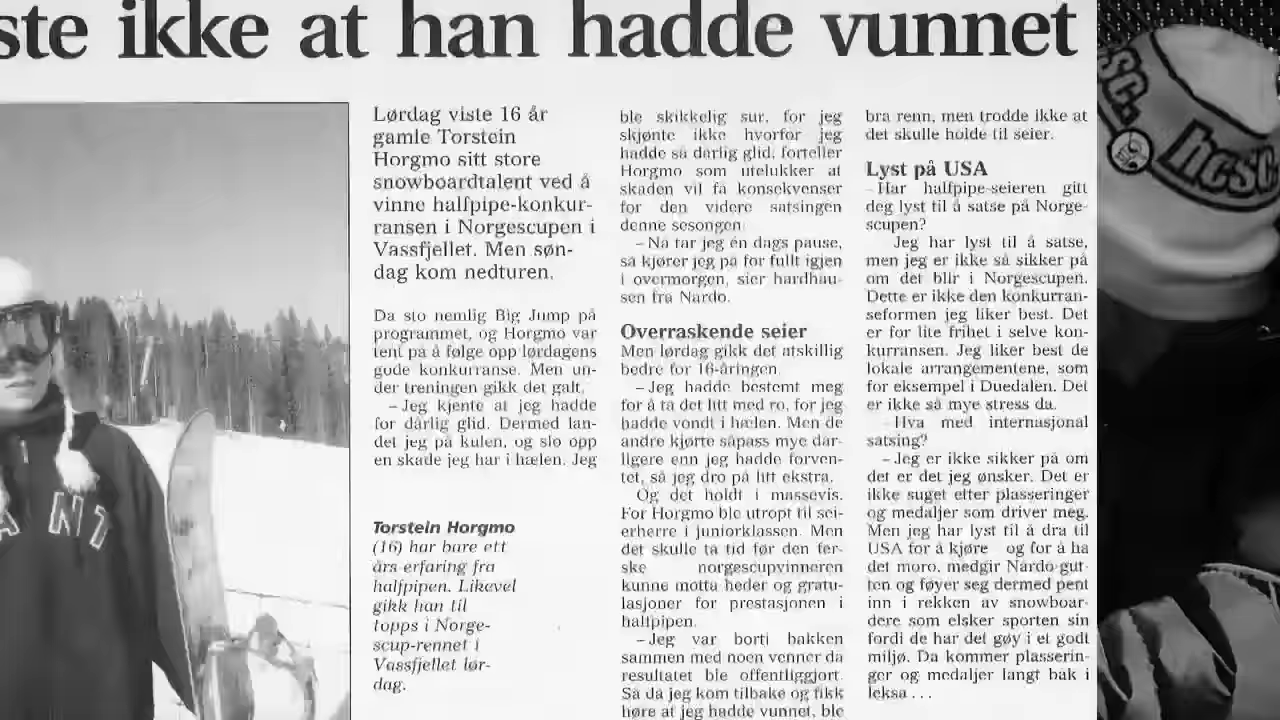 ste ikke at han hadde vunnet
Lørdag viste 16 år
gamle Torstein
Horgmo sitt store
snowboardtalent ved å
vinne halfpipe-konkur-
ransen i Norgescupen i
Vassfjellet. Men søn-
dag kom nedturen.
Da sto nemlig Big Jump på
programmet, og Horgmo var
tent på å følge opp lørdagens
gode konkurranse. Men un-
der treningen gikk det galt.
– Jeg kjente at jeg hadde
for dårlig glid. Dermed lan-
det jeg på kulen, og slo opp
en skade jeg har i hælen. Jeg
Torstein Horgmo
(16) har bare ett
års erfaring fra
halfpipen. Likevel
gikk han til
topps i Norge-
scup-rennet i
Vassfjellet lør-
dag.
ble skikkelig sur, for jeg
skjønte ikke hvorfor jeg
hadde så dårlig glid, forteller
Horgmo som utelukker at
skaden vil få konsekvenser
for den videre satsingen
denne sesongen.
– Nå tar jeg én dags pause,
så kjører jeg på for fullt igjen
i overmorgen, sier hardhau-
sen fra Nardo.
Overraskende seier
Men lørdag gikk det atskillig
bedre for 16-åringen.
– Jeg hadde bestemt meg
for å ta det litt med ro, for jeg
hadde vondt i hælen. Men de
andre kjørte såpass mye dår-
ligere enn jeg hadde forven-
tet, så jeg dro på litt ekstra.
Og det holdt i massevis.
For Horgmo ble utropt til sei-
erherre i juniorklassen. Men
det skulle ta tid før den fer-
ske norgescupvinneren
kunne motta heder og gratu-
lasjoner for prestasjonen i
halfpipen.
– Jeg var borti bakken
sammen med noen venner da
resultatet ble offentliggjort.
Så da jeg kom tilbake og fikk
høre at jeg hadde vunnet, ble
bra renn, men trodde ikke at
det skulle holde til seier.
Lyst på USA
– Har halfpipe-seieren gitt
deg lyst til å satse på Norge-
scupen?
Jeg har lyst til å satse,
men jeg er ikke så sikker på
om det blir i Norgescupen.
Dette er ikke den konkurran-
seformen jeg liker best. Det
er for lite frihet i selve kon-
kurransen. Jeg liker best de
lokale arrangementene, som
for eksempel i Duedalen. Det
er ikke så mye stress da.
Hva med internasjonal
satsing?
– Jeg er ikke sikker på om
det er det jeg ønsker. Det er
ikke suget etter plasseringer
og medaljer som driver meg.
Men jeg har lyst til å dra til
USA for å kjøre og for å ha
det moro, medgir Nardo-gut-
ten og føyer seg dermed pent
inn i rekken av snowboar-
dere som elsker sporten sin
fordi de har det gøy i et godt
miljø. Da kommer plasserin-
ger og medaljer langt bak i
leksa . . .